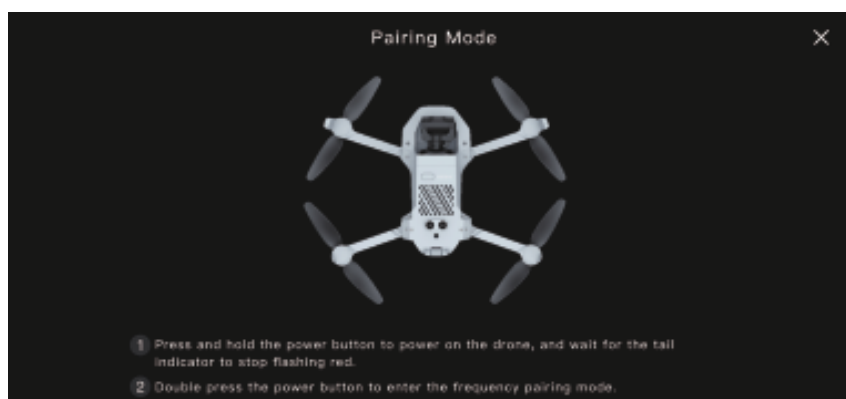 Pairing Mode
1 Press and hold the power button to power on the drone, and wait for the tail
indicator to stop flashing red.
2 Double press the power button to enter the frequency pairing mode.